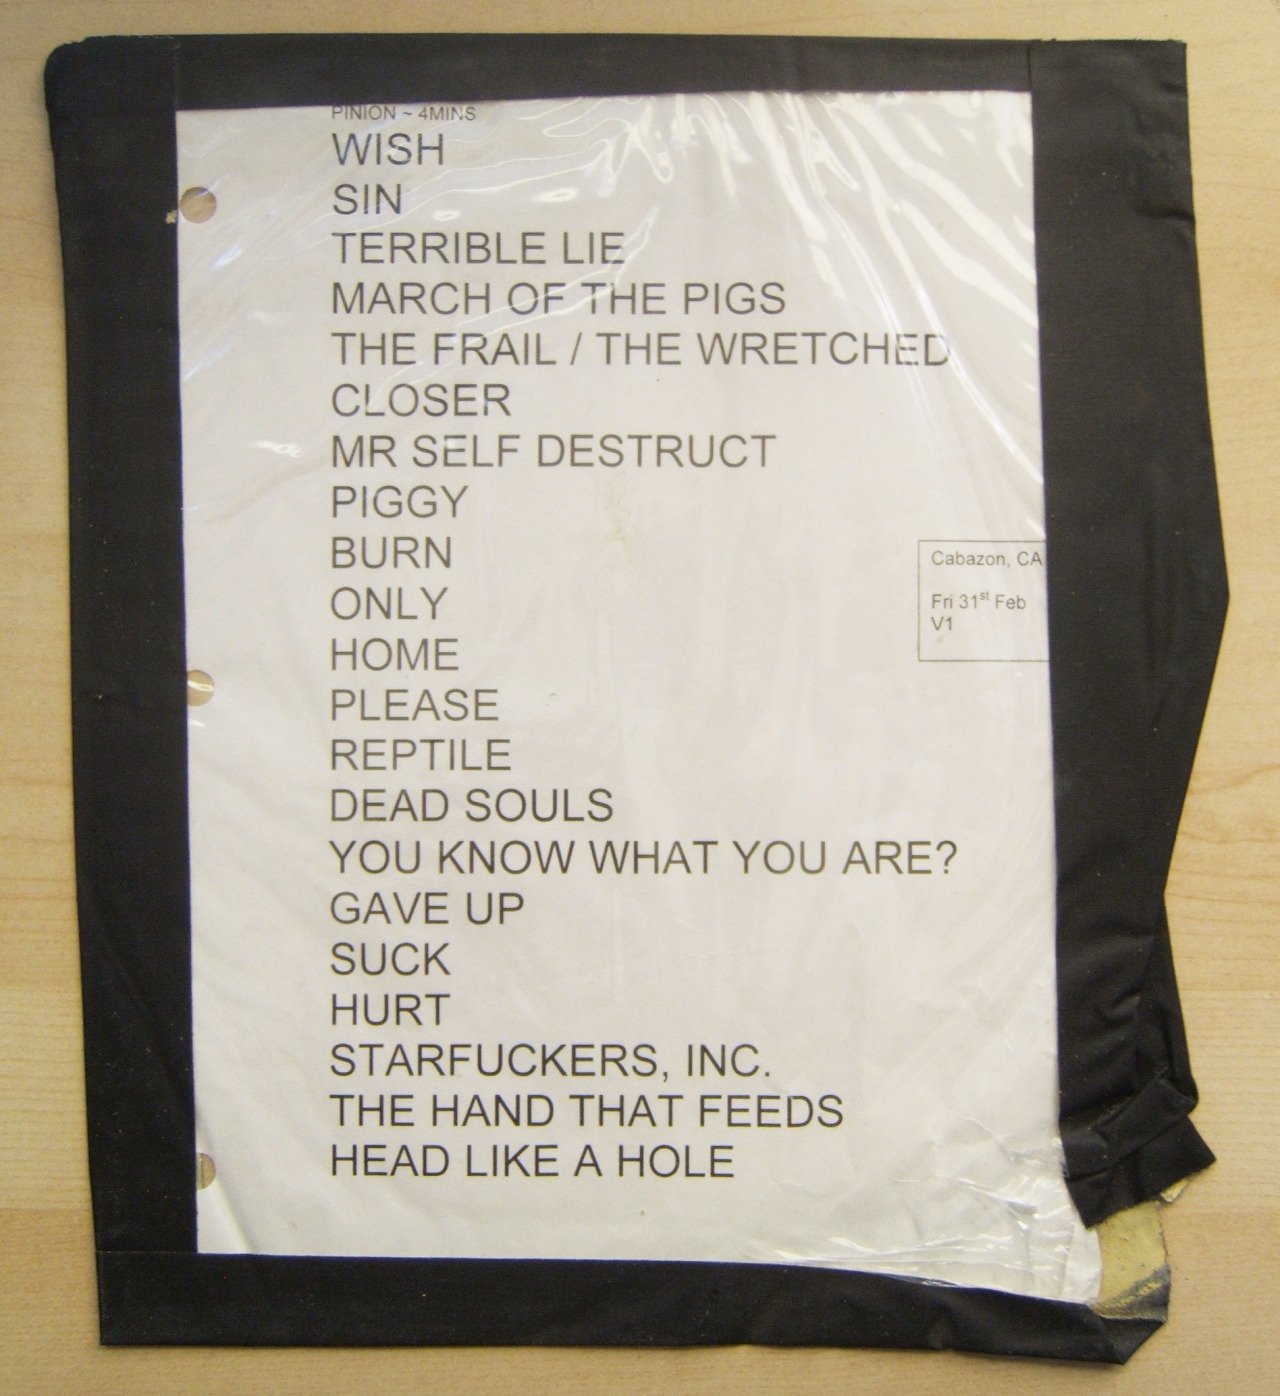 PINION ~ 4MINS
WISH
SIN
TERRIBLE LIE
MARCH OF THE PIGS
THE FRAIL / THE WRETCHED
CLOSER
MR SELF DESTRUCT
PIGGY
BURN
ONLY
HOME
PLEASE
REPTILE
DEAD SOULS
YOU KNOW WHAT YOU ARE?
GAVE UP
SUCK
HURT
STARFUCKERS, INC.
THE HAND THAT FEEDS
HEAD LIKE A HOLE
Cabazon, CA
Fri 31st Feb
V1